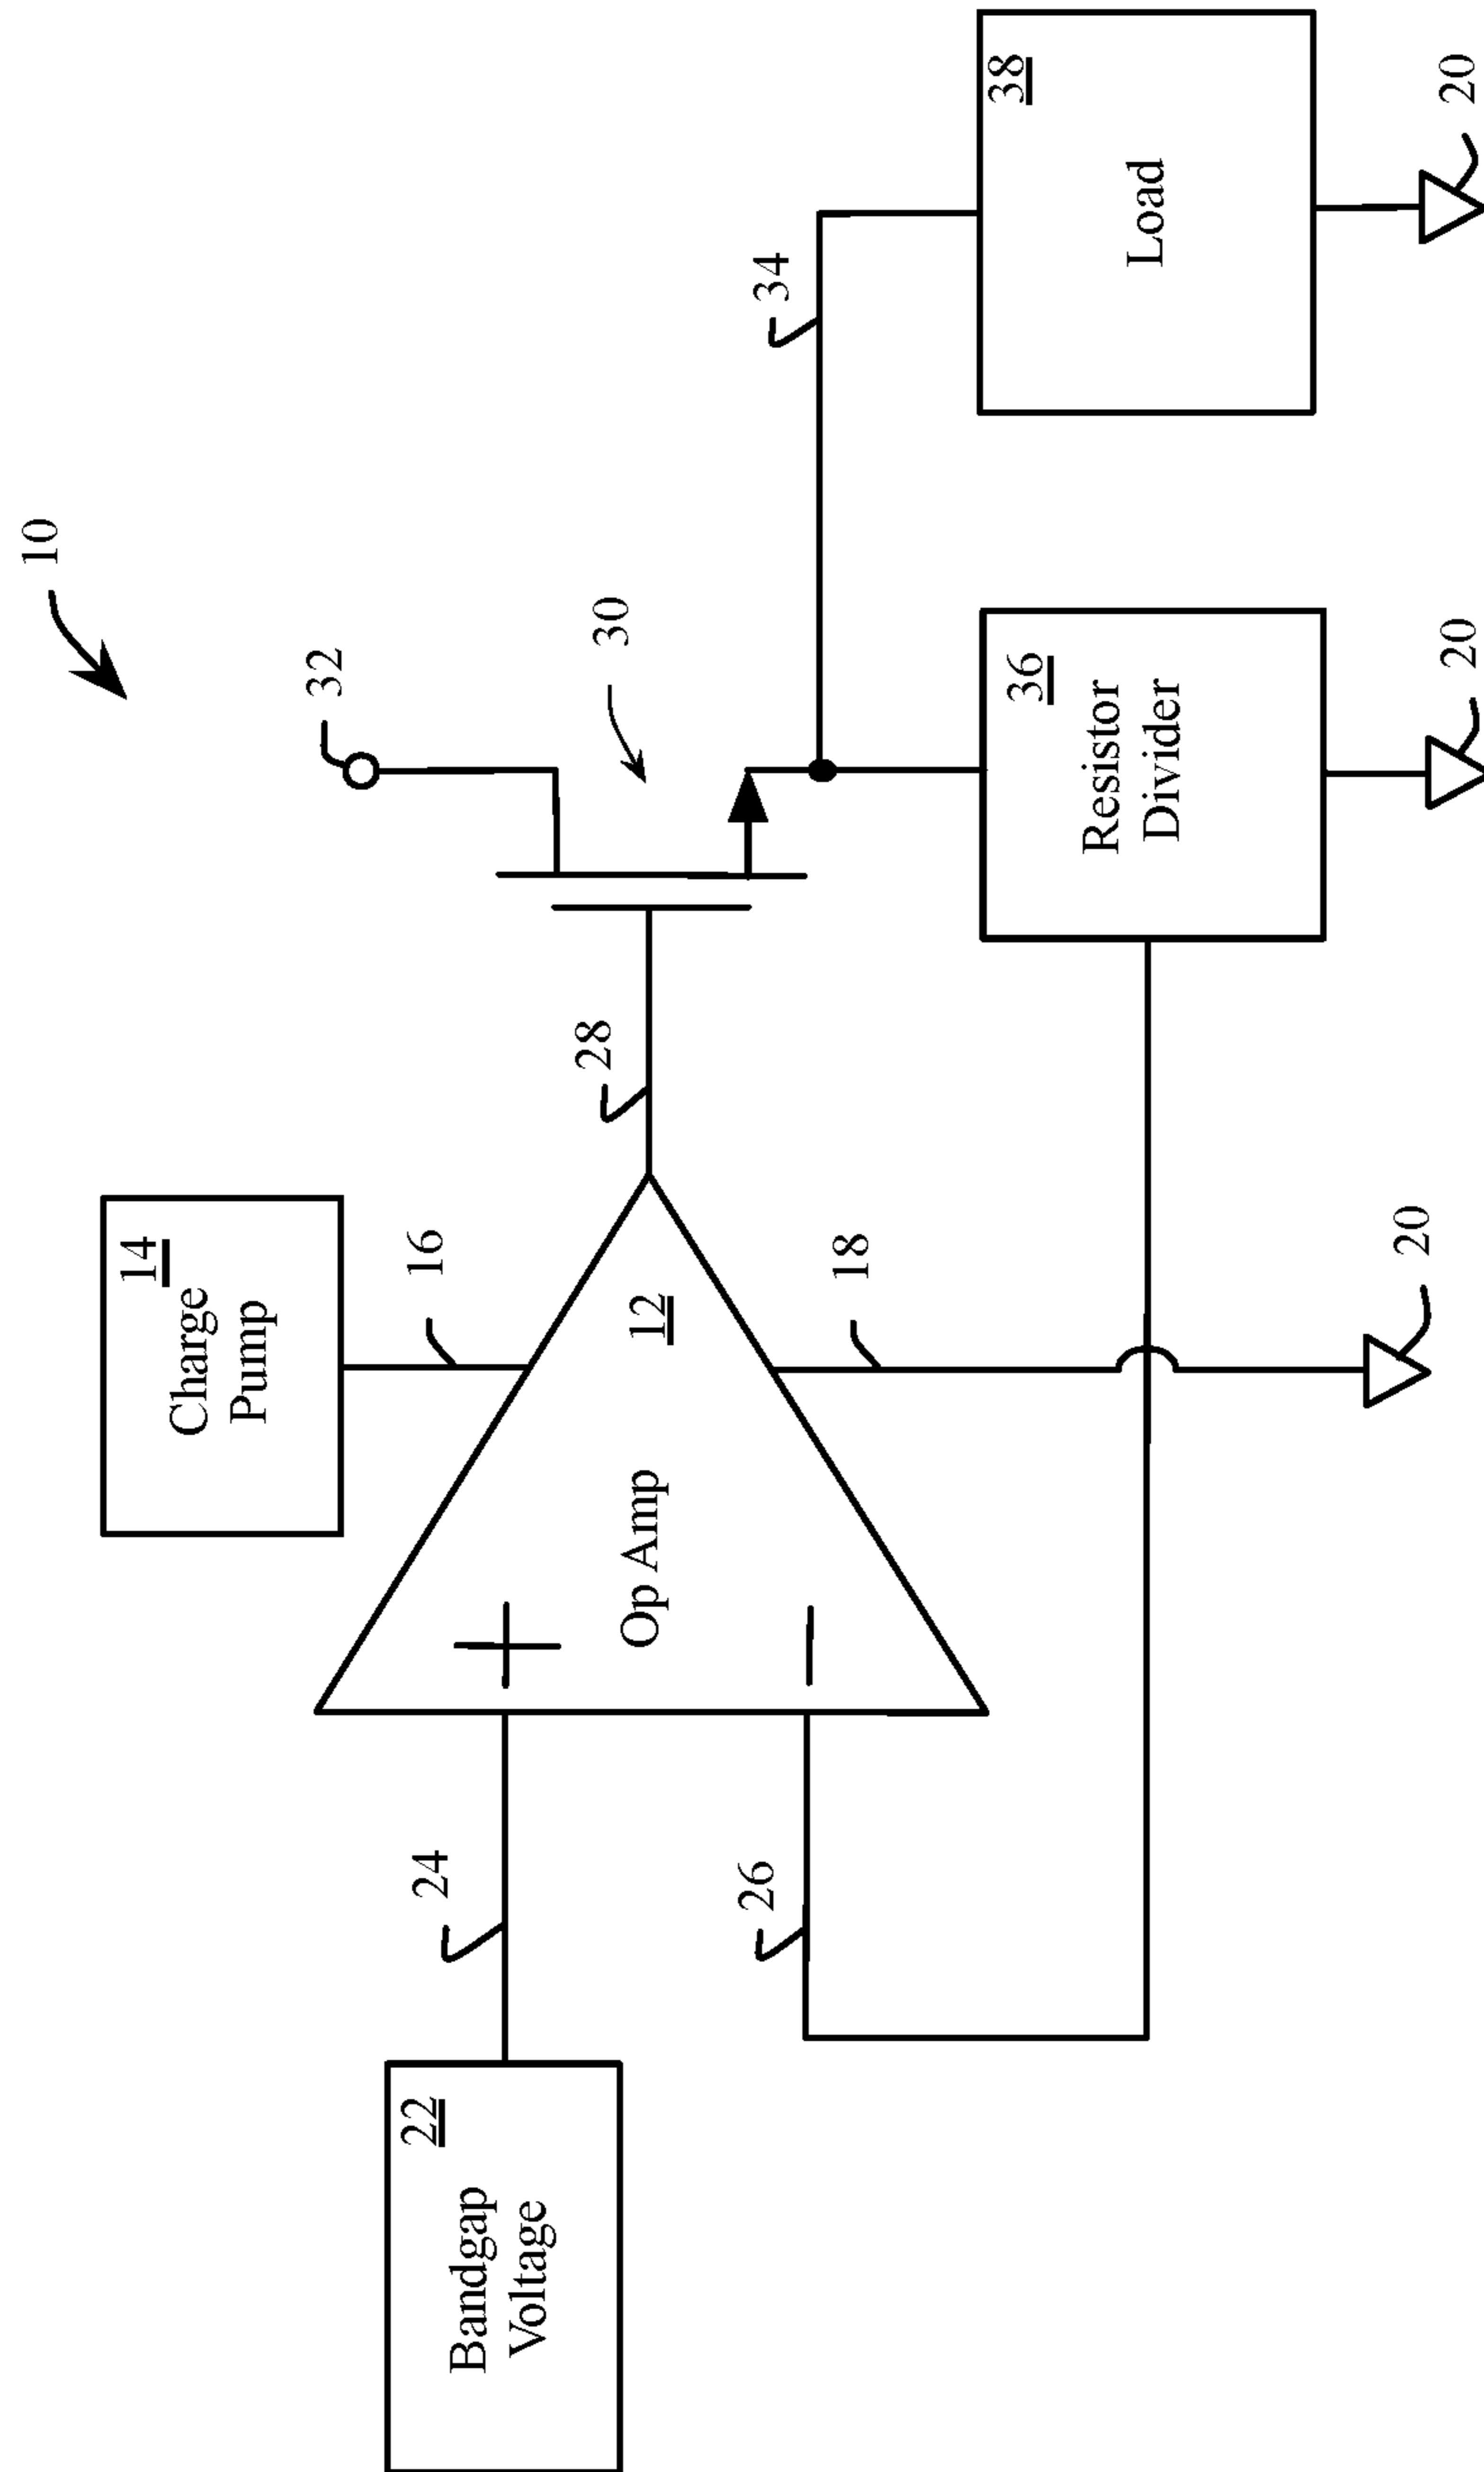 10
14
Charge
Pump
32
16
22
Bandgap
Voltage
24
+
Op Amp
12
28
30
26
−
18
34
36
Resistor
Divider
38
Load
20
20
20